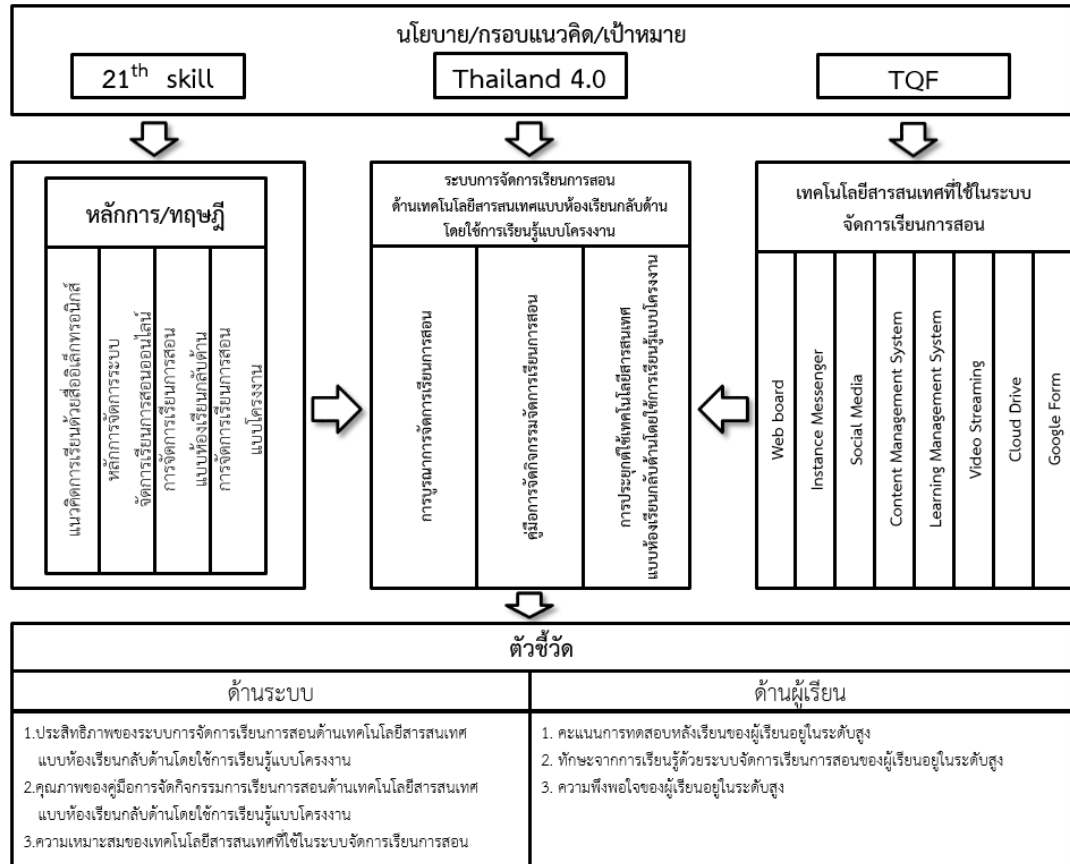 นโยบาย/กรอบแนวคิด/เป้าหมาย
21th skill
Thailand 4.0
TQF
หลักการ/ทฤษฎี
แนวคิดการเรียนด้วยสื่ออิเล็กทรอนิกส์
หลักการจัดการระบบ
จัดการเรียนการสอนออนไลน์
การจัดการเรียนการสอน
แบบห้องเรียนกลับด้าน
การจัดการเรียนการสอน
แบบโครงงาน
ระบบการจัดการเรียนการสอน
ด้านเทคโนโลยีสารสนเทศแบบห้องเรียนกลับด้าน
โดยใช้การเรียนรู้แบบโครงงาน
การบูรณาการจัดการเรียนการสอน
คู่มือการจัดกิจกรรมจัดการเรียนการสอน
การประยุกต์ใช้เทคโนโลยีสารสนเทศ
แบบห้องเรียนกลับด้านโดยใช้การเรียนรู้แบบโครงงาน
เทคโนโลยีสารสนเทศที่ใช้ในระบบ
จัดการเรียนการสอน
Web board
Instance Messenger
Social Media
Content Management System
Learning Management System
Video Streaming
Cloud Drive
Google Form
ตัวชี้วัด
ด้านระบบ
1.ประสิทธิภาพของระบบการจัดการเรียนการสอนด้านเทคโนโลยีสารสนเทศ
แบบห้องเรียนกลับด้านโดยใช้การเรียนรู้แบบโครงงาน
2.คุณภาพของคู่มือการจัดกิจกรรมการเรียนการสอนด้านเทคโนโลยีสารสนเทศ
แบบห้องเรียนกลับด้านโดยใช้การเรียนรู้แบบโครงงาน
3.ความเหมาะสมของเทคโนโลยีสารสนเทศที่ใช้ในระบบจัดการเรียนการสอน
ด้านผู้เรียน
1. คะแนนการทดสอบหลังเรียนของผู้เรียนอยู่ในระดับสูง
2. ทักษะจากการเรียนรู้ด้วยระบบจัดการเรียนการสอนของผู้เรียนอยู่ในระดับสูง
3. ความพึงพอใจของผู้เรียนอยู่ในระดับสูง